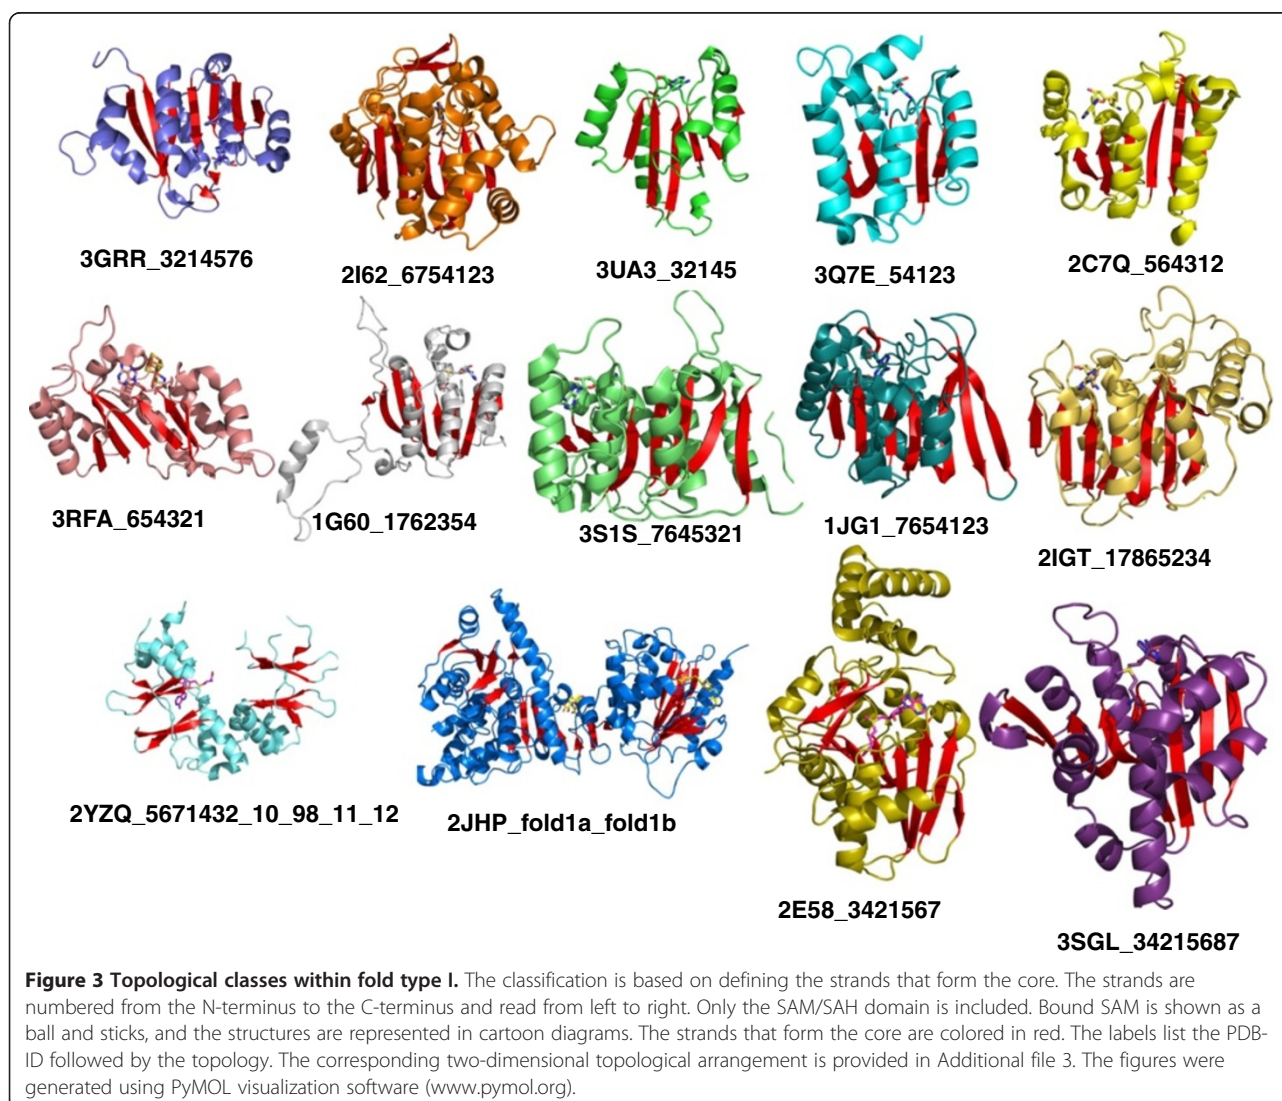 3GRR_3214576
2I62_6754123
3UA3_32145
3Q7E_54123
2C7Q_564312
3RFA_654321
1G60_1762354
3S1S_7645321
1JG1_7654123
2IGT_17865234
2YZQ_5671432_10_98_11_12
2JHP_fold1a_fold1b
2E58_3421567
3SGL_34215687
Figure 3 Topological classes within fold type I. The classification is based on defining the strands that form the core. The strands are
numbered from the N-terminus to the C-terminus and read from left to right. Only the SAM/SAH domain is included. Bound SAM is shown as a
ball and sticks, and the structures are represented in cartoon diagrams. The strands that form the core are colored in red. The labels list the PDB-
ID followed by the topology. The corresponding two-dimensional topological arrangement is provided in Additional file 3. The figures were
generated using PyMOL visualization software (www.pymol.org).